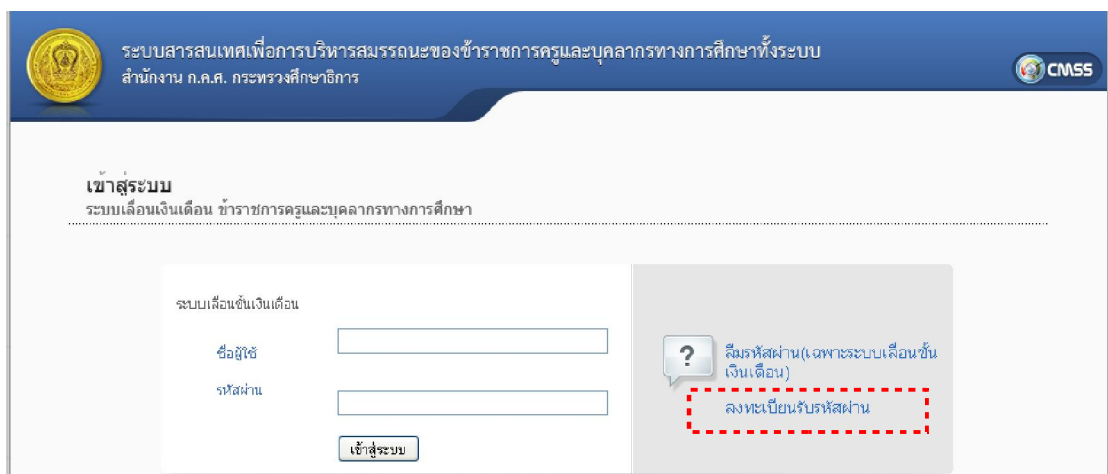 ระบบสารสนเทศเพื่อการบริหารสมรรถนะของข้าราชการครูและบุคลากรทางการศึกษาทั้งระบบ
สำนักงาน ก.ค.ศ. กระทรวงศึกษาธิการ
CMSS
เข้าสู่ระบบ
ระบบเลื่อนเงินเดือน ข้าราชการครูและบุคลากรทางการศึกษา
ระบบเลื่อนขั้นเงินเดือน
ชื่อผู้ใช้
รหัสผ่าน
เข้าสู่ระบบ
?
ลืมรหัสผ่าน(เฉพาะระบบเลื่อนขั้น
เงินเดือน)
ลงทะเบียนรับรหัสผ่าน